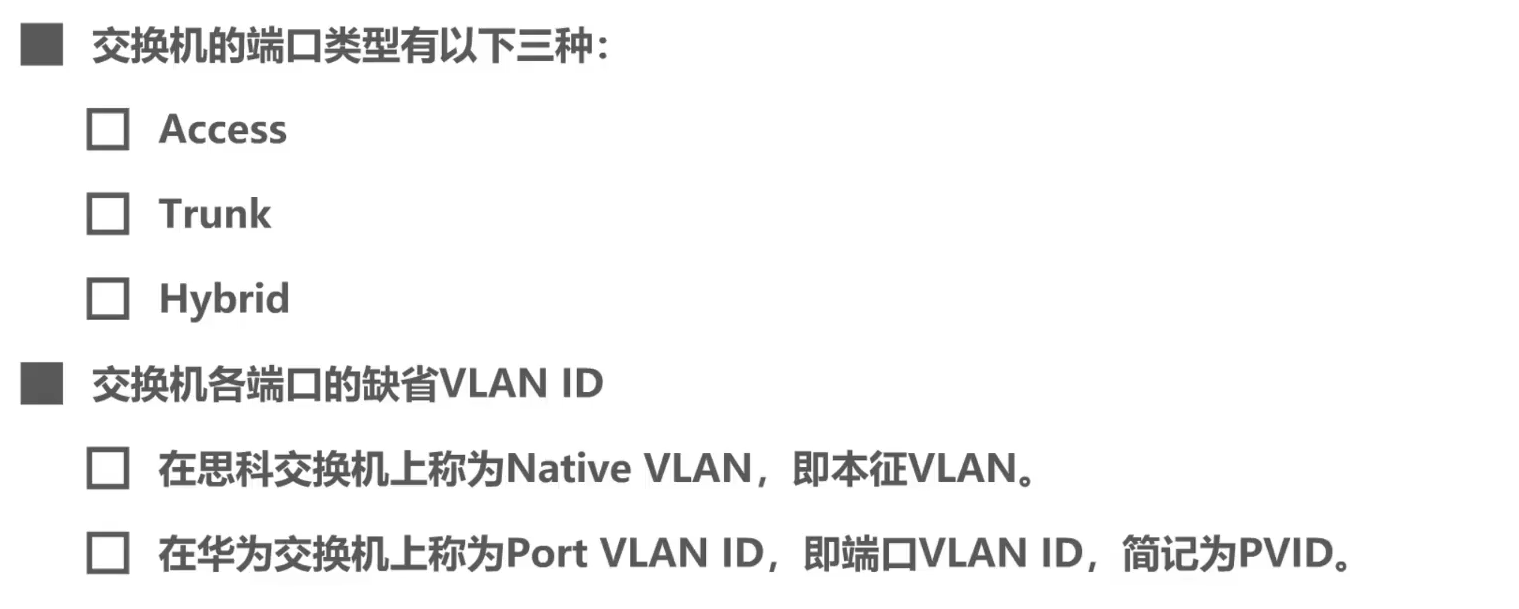 交换机的端口类型有以下三种：
Access
Trunk
Hybrid
交换机各端口的缺省VLAN ID
在思科交换机上称为Native VLAN，即本征VLAN。
在华为交换机上称为Port VLAN ID，即端口VLAN ID，简记为PVID。